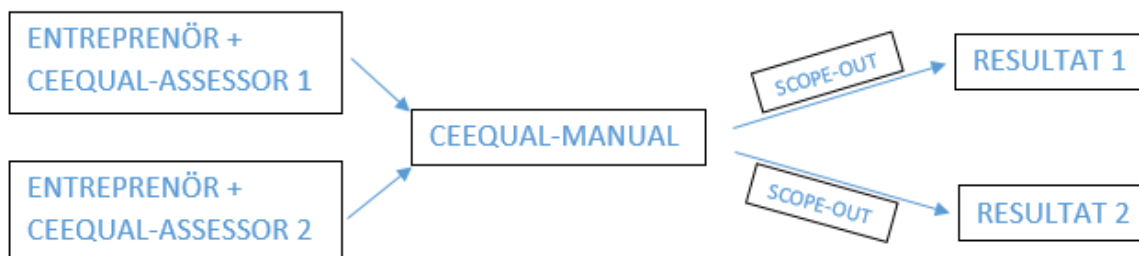 ENTREPRENÖR +
CEEQUAL-ASSESSOR 1
ENTREPRENÖR +
CEEQUAL-ASSESSOR 2
CEEQUAL-MANUAL
SCOPE-OUT
SCOPE-OUT
RESULTAT 1
RESULTAT 2